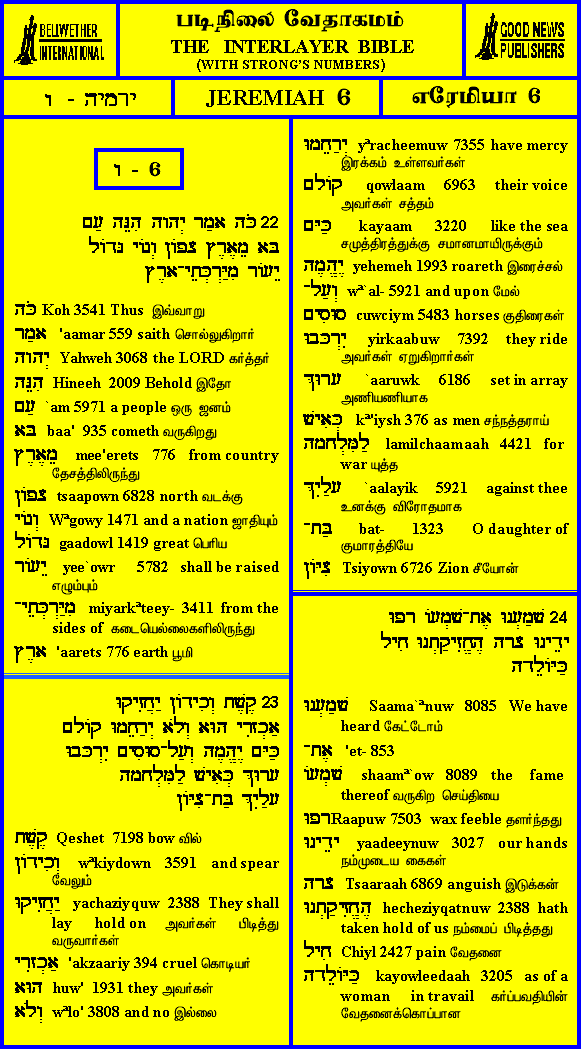 BELLWETHER
INTERNATIONAL
படிநிலை வேதாகமம்
THE INTERLAYER BIBLE
(WITH STRONG'S NUMBERS)
GOOD NEWS
PUBLISHERS
ירמיה - ו
JEREMIAH 6
எரேமியா 6
ו - 6
22 כֹּה אָמַר יְהוָה הִנֵּה עַם
בָּא מֵאֶרֶץ צָפוֹן וְגוֹי גָּדוֹל
יֵעוֹר מִיַּרְכְּתֵי־אָרֶץ
כֹּה Koh 3541 Thus இவ்வாறு
אָמַר 'aamar 559 saith சொல்லுகிறார்
יְהוָה Yahweh 3068 the LORD கர்த்தர்
הִנֵּה Hineeh 2009 Behold இதோ
עַם `am 5971 a people ஒரு ஜனம்
בָּא baa' 935 cometh வருகிறது
מֵאֶרֶץ mee'erets 776 from country
தேசத்திலிருந்து
צָפוֹן tsaapown 6828 north வடக்கு
וְגוֹי Wªgowy 1471 and a nation ஜாதியும்
גָּדוֹל gaadowl 1419 great பெரிய
יֵעוֹר yee`owr 5782 shall be raised
எழும்பும்
מִיַּרְכְּתֵי־ miyarkªteey- 3411 from the
sides of கடையெல்லைகளிலிருந்து
אָרֶץ 'aarets 776 earth பூமி
23 קֶשֶׁת וְכִידוֹן יַחֲזִיקוּ
אַכְזָרִי הוּא וְלֹא יְרַחֵמוּ קוֹלָם
כַּיָּם יֶהֱמֶה וְעַל־סוּסִים יִרְכָּבוּ
עָרוּךְ כְּאִישׁ לַמִּלְחָמָה
עָלַיִךְ בַּת־צִיּוֹן
קֶשֶׁת Qeshet 7198 bow வில்
וְכִידוֹן wªkiydown 3591 and spear
வேலும்
יַחֲזִיקוּ yachaziyquw 2388 They shall
lay hold on அவர்கள் பிடித்து
வருவார்கள்
אַכְזָרִי 'akzaariy 394 cruel கொடியர்
הוּא huw' 1931 they அவர்கள்
וְלֹא wªlo' 3808 and no இல்லை
יְרַחֵמוּ yªracheemuw 7355 have mercy
இரக்கம் உள்ளவர்கள்
קוֹלָם qowlaam 6963 their voice
அவர்கள் சத்தம்
כַּיָּם kayaam 3220 like the sea
சமுத்திரத்துக்கு சமானமாயிருக்கும்
יֶהֱמֶה yehemeh 1993 roareth இரைச்சல்
וְעַל־ wª`al- 5921 and upon மேல்
סוּסִים cuwciym 5483 horses குதிரைகள்
יִרְכָּבוּ yirkaabuw 7392 they ride
அவர்கள் ஏறுகிறார்கள்
עָרוּךְ `aaruwk 6186 set in array
அணியணியாக
כְּאִישׁ kª'iysh 376 as men சந்நத்தராய்
לַמִּלְחָמָה lamilchaamaah 4421 for
war யுத்த
עָלַיִךְ `aalayik 5921 against thee
உனக்கு விரோதமாக
בַּת־ bat- 1323 O daughter of
குமாரத்தியே
צִיּוֹן Tsiyown 6726 Zion சீயோன்
24 שָׁמַעְנוּ אֶת־שָׁמְעוֹ רָפוּ
יָדֵינוּ צָרָה הֶחֱזִיקַתְנוּ חִיל
כַּיּוֹלֵדָה
שָׁמַעְנוּ Saama`ªnuw 8085 We have
heard கேட்டோம்
אֶת־ 'et- 853
שָׁמְעוֹ shaamª`ow 8089 the fame
thereof வருகிற செய்தியை
רָפוּ Raapuw 7503 wax feeble தளர்ந்தது
יָדֵינוּ yaadeeynuw 3027 our hands
நம்முடைய கைகள்
צָרָה Tsaaraah 6869 anguish இடுக்கன்
הֶחֱזִיקַתְנוּ hecheziyqatnuw 2388 hath
taken hold of us நம்மைப் பிடித்தது
חִיל Chiyl 2427 pain வேதனை
כַּיּוֹלֵדָה kayowleedaah 3205 as of a
woman in travail கர்ப்பவதியின்
வேதனைக்கொப்பான